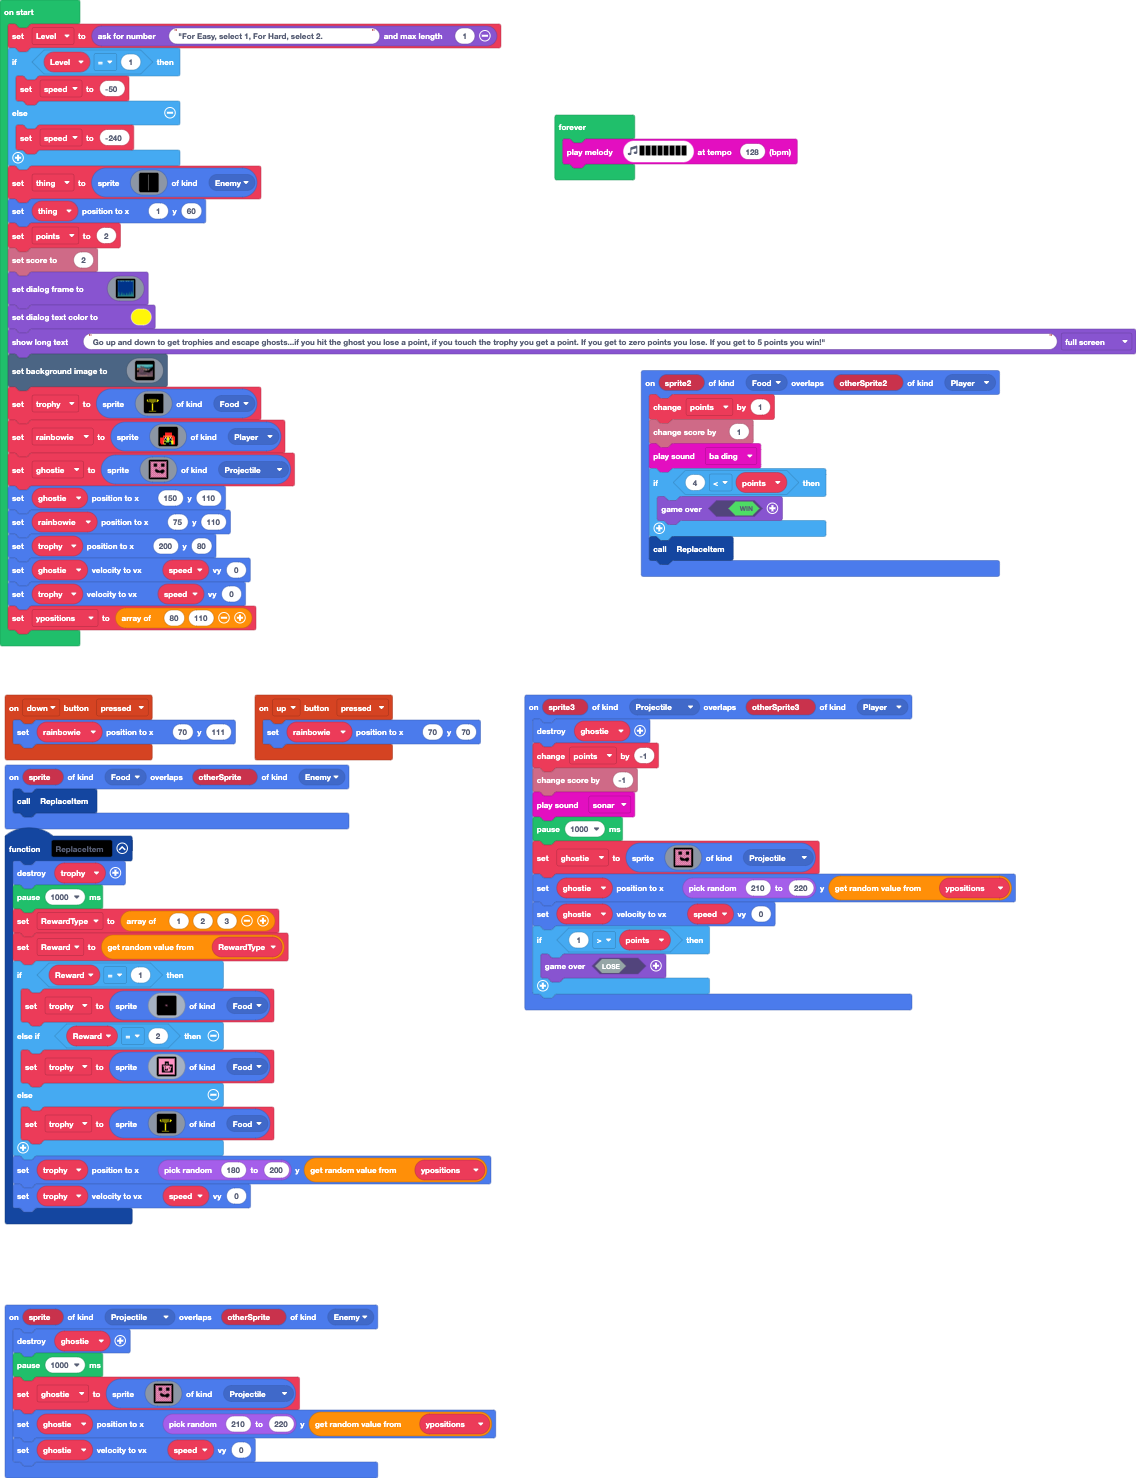 on start
set Level to ask for number "For Easy, select 1, For Hard, select 2. and max length 1
if Level = 1 then
set speed to -50
else
set speed to -240
forever
play melody at tempo 128 (bpm)
set thing to sprite of kind Enemy
set thing position to x 1 y 60
set points to 2
set score to 2
set dialog frame to
set dialog text color to
show long text Go up and down to get trophies and escape ghosts...if you hit the ghost you lose a point, if you touch the trophy you get a point. If you get to zero points you lose. If you get to 5 points you win!" full screen
set background image to
set trophy to sprite of kind Food
set rainbowie to sprite of kind Player
set ghostie to sprite of kind Projectile
set ghostie position to x 150 y 110
set rainbowie position to x 75 y 110
set trophy position to x 200 y 80
set ghostie velocity to vx speed vy 0
set trophy velocity to vx speed vy 0
set ypositions to array of 80 110
on sprite2 of kind Food overlaps otherSprite2 of kind Player
change points by 1
change score by 1
play sound ba ding
if 4 < points then
game over WIN
call ReplaceItem
on down button pressed
set rainbowie position to x 70 y 111
on up button pressed
set rainbowie position to x 70 y 70
on sprite of kind Food overlaps otherSprite of kind Enemy
call ReplaceItem
function ReplaceItem
destroy trophy
pause 1000 ms
set RewardType to array of 1 2 3
set Reward to get random value from RewardType
if Reward = 1 then
set trophy to sprite of kind Food
else if Reward = 2 then
set trophy to sprite of kind Food
else
set trophy to sprite of kind Food
set trophy position to x pick random 180 to 200 y get random value from ypositions
set trophy velocity to vx speed vy 0
on sprite3 of kind Projectile overlaps otherSprite3 of kind Player
destroy ghostie
change points by -1
change score by -1
play sound sonar
pause 1000 ms
set ghostie to sprite of kind Projectile
set ghostie position to x pick random 210 to 220 y get random value from ypositions
set ghostie velocity to vx speed vy 0
if 1 > points then
game over LOSE
on sprite of kind Projectile overlaps otherSprite of kind Enemy
destroy ghostie
pause 1000 ms
set ghostie to sprite of kind Projectile
set ghostie position to x pick random 210 to 220 y get random value from ypositions
set ghostie velocity to vx speed vy 0